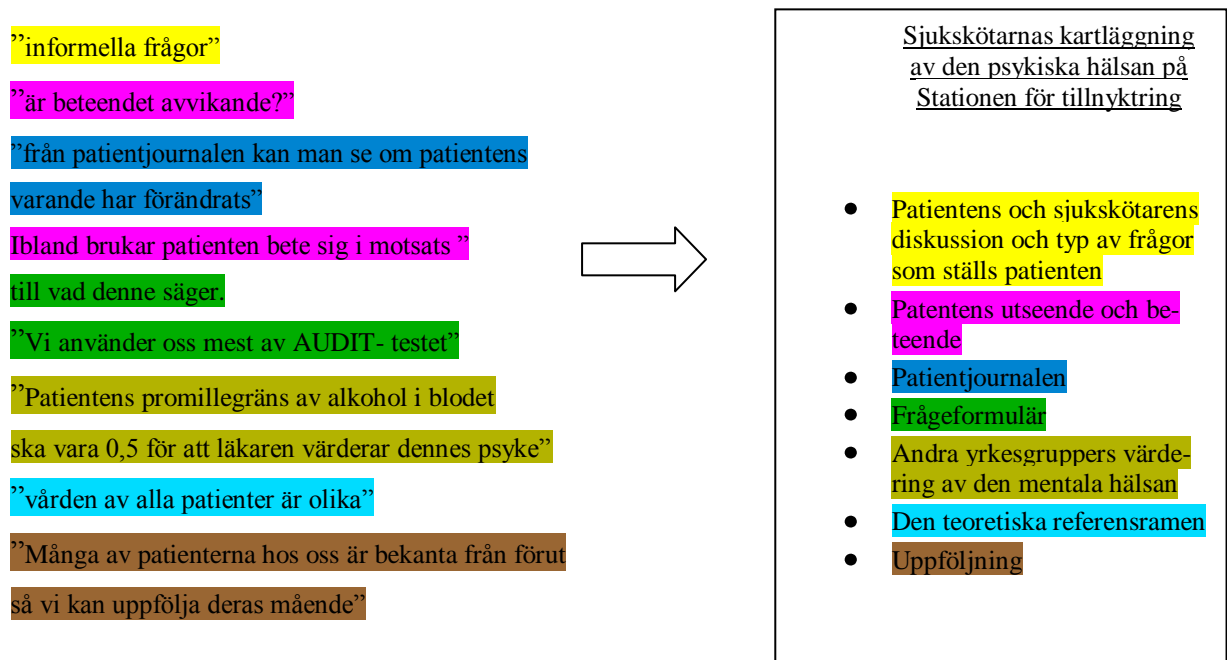 ”informella frågor”
”är beteendet avvikande?”
”från patientjournalen kan man se om patientens
varande har förändrats”
Ibland brukar patienten bete sig i motsats ”
till vad denne säger.
”Vi använder oss mest av AUDIT- testet”
”Patientens promillegräns av alkohol i blodet
ska vara 0,5 för att läkaren värderar dennes psyke”
”vården av alla patienter är olika”
”Många av patienterna hos oss är bekanta från förut
så vi kan uppfölja deras mående”
Sjukskötarnas kartläggning
av den psykiska hälsan på
Stationen för tillnyktring
• Patientens och sjukskötarens
diskussion och typ av frågor
som ställs patienten
• Patentens utseende och be-
teende
• Patientjournalen
• Frågeformulär
• Andra yrkesgruppers värde-
ring av den mentala hälsan
• Den teoretiska referensramen
• Uppföljning